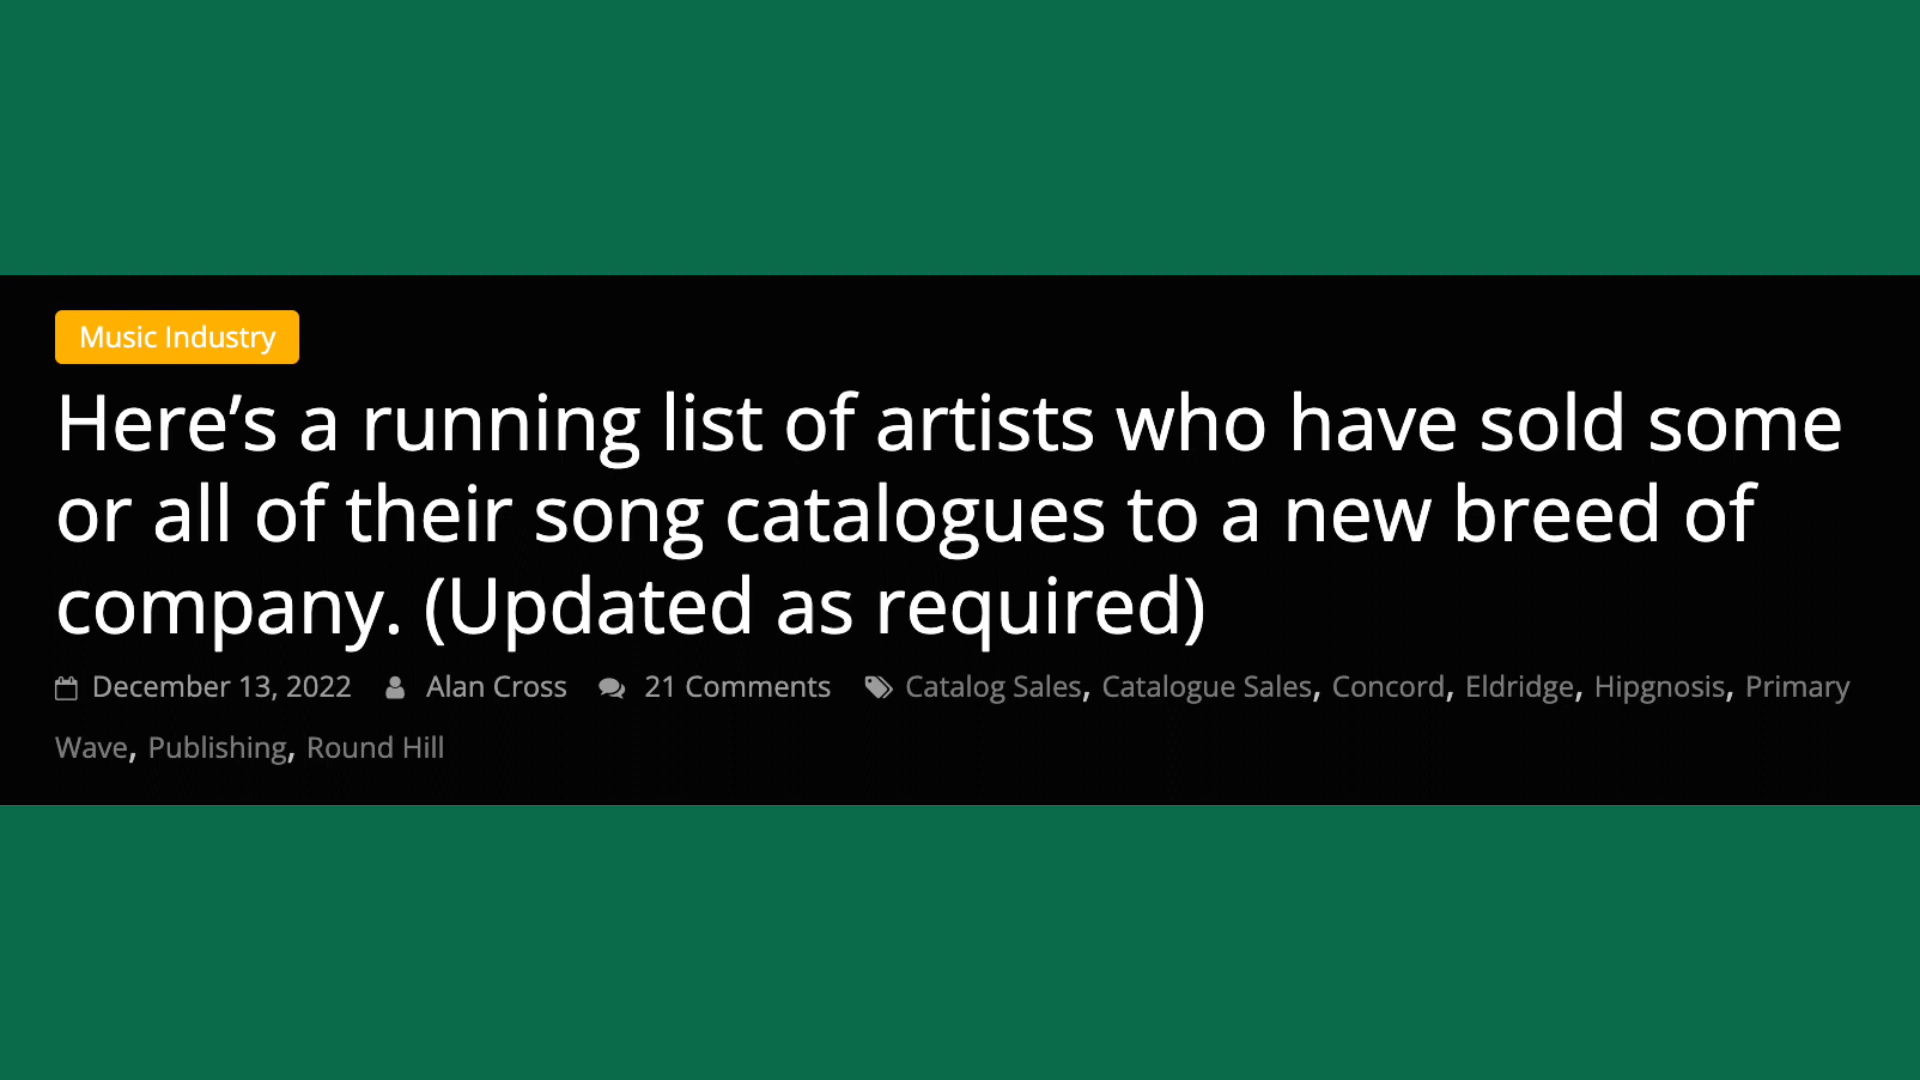 Music Industry
Here’s a running list of artists who have sold some
or all of their song catalogues to a new breed of
company. (Updated as required)
December 13, 2022 Alan Cross 21 Comments Catalog Sales, Catalogue Sales, Concord, Eldridge, Hipgnosis, Primary
Wave, Publishing, Round Hill